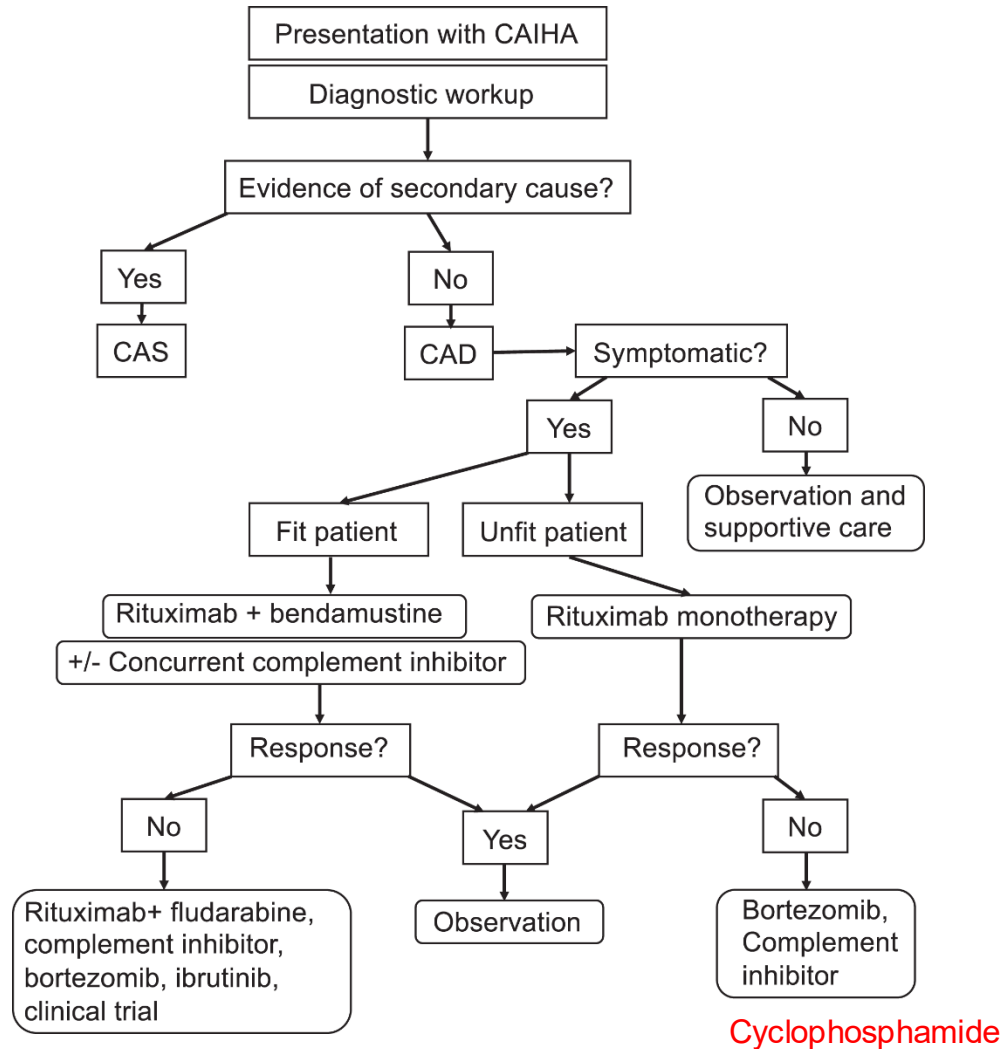 Presentation with CAIHA
Diagnostic workup
Evidence of secondary cause?
Yes
No
CAS
CAD
Symptomatic?
Yes
No
Observation and
supportive care
Fit patient
Unfit patient
Rituximab + bendamustine
+/- Concurrent complement inhibitor
Rituximab monotherapy
Response?
Response?
No
Yes
No
Rituximab+ fludarabine,
complement inhibitor,
bortezomib, ibrutinib,
clinical trial
Observation
Bortezomib,
Complement
inhibitor
Cyclophosphamide